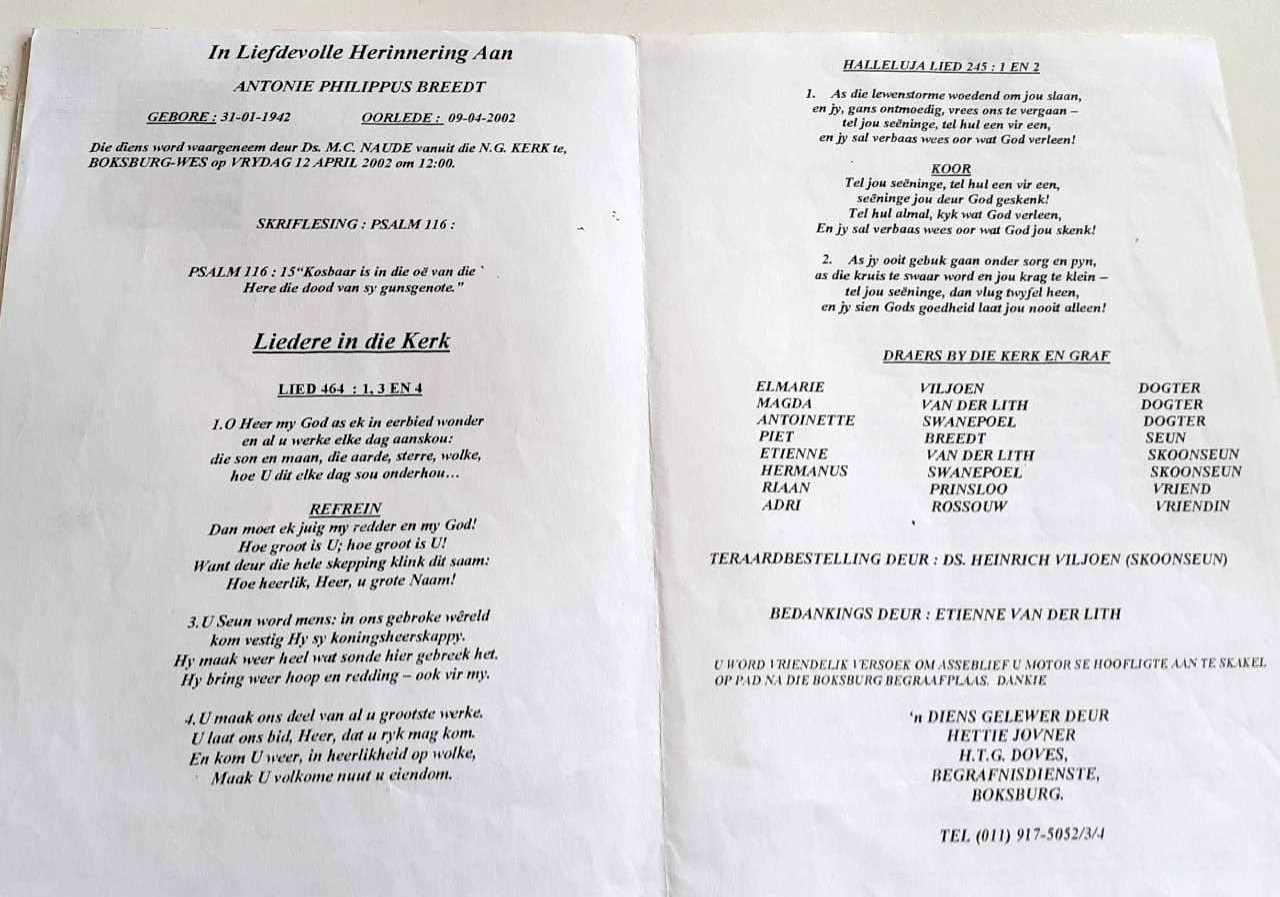 In Liefdevolle Herinnering Aan
ANTONIE PHILIPPUS BREEDT
GEBORE : 31-01-1942 OORLEDE : 09-04-2002
Die diens word waargeneem deur Ds. M.C. NAUDE vanuit die N.G. KERK te,
BOKSBURG-WES op VRYDAG 12 APRIL 2002 om 12:00.
SKRIFLESING : PSALM 116 :
PSALM 116 : 15“Kosbaar is in die oë van die `
Here die dood van sy gunsgenote.”
Liedere in die Kerk
LIED 464 : 1, 3 EN 4
1.O Heer my God as ek in eerbied wonder
en al u werke elke dag aanskou:
die son en maan, die aarde, sterre, wolke,
hoe U dit elke dag sou onderhou…
REFREIN
Dan moet ek juig my redder en my God!
Hoe groot is U; hoe groot is U!
Want deur die hele skepping klink dit saam:
Hoe heerlik, Heer, u grote Naam!
3. U Seun word mens: in ons gebroke wêreld
kom vestig Hy sy koningsheerskappy.
Hy maak weer heel wat sonde hier gebreek het.
Hy bring weer hoop en redding – ook vir my.
4. U maak ons deel van al u grootste werke.
U laat ons bid, Heer, dat u ryk mag kom.
En kom U weer, in heerlikheid op wolke,
Maak U volkome nuut u eiendom.
HALLELUJA LIED 245 : 1 EN 2
1. As die lewenstorme woedend om jou slaan,
en jy, gans ontmoedig, vrees ons te vergaan –
tel jou seëninge, tel hul een vir een,
en jy sal verbaas wees oor wat God verleen!
KOOR
Tel jou seëninge, tel hul een vir een,
seëninge jou deur God geskenk!
Tel hul almal, kyk wat God verleen,
En jy sal verbaas wees oor wat God jou skenk!
2. As jy ooit gebuk gaan onder sorg en pyn,
as die kruis te swaar word en jou krag te klein –
tel jou seëninge, dan vlug twyfel heen,
en jy sien Gods goedheid laat jou nooit alleen!
DRAERS BY DIE KERK EN GRAF
ELMARIE VILJOEN DOGTER
MAGDA VAN DER LITH DOGTER
ANTOINETTE SWANEPOEL DOGTER
PIET BREEDT SEUN
ETIENNE VAN DER LITH SKOONSEUN
HERMANUS SWANEPOEL SKOONSEUN
RIAAN PRINSLOO VRIEND
ADRI ROSSOUW VRIENDIN
TERAARDBESTELLING DEUR : DS. HEINRICH VILJOEN (SKOONSEUN)
BEDANKINGS DEUR : ETIENNE VAN DER LITH
U WORD VRIENDELIK VERSOEK OM ASSEBLIEF U MOTOR SE HOOFLIGTE AAN TE SKAKEL
OP PAD NA DIE BOKSBURG BEGRAAFPLAAS. DANKIE
‘n DIENS GELEWER DEUR
HETTIE JOVNER
H.T.G. DOVES,
BEGRAFNISDIENSTE,
BOKSBURG.
TEL (011) 917-5052/3/4